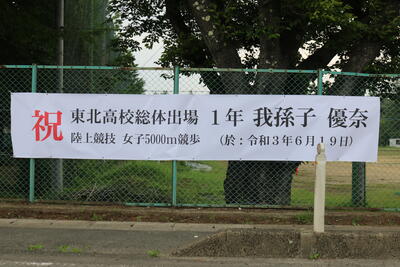 祝 東北高校総体出場 1年 我孫子 優奈
陸上競技 女子5000m競歩 (於:令和3年6月19日)